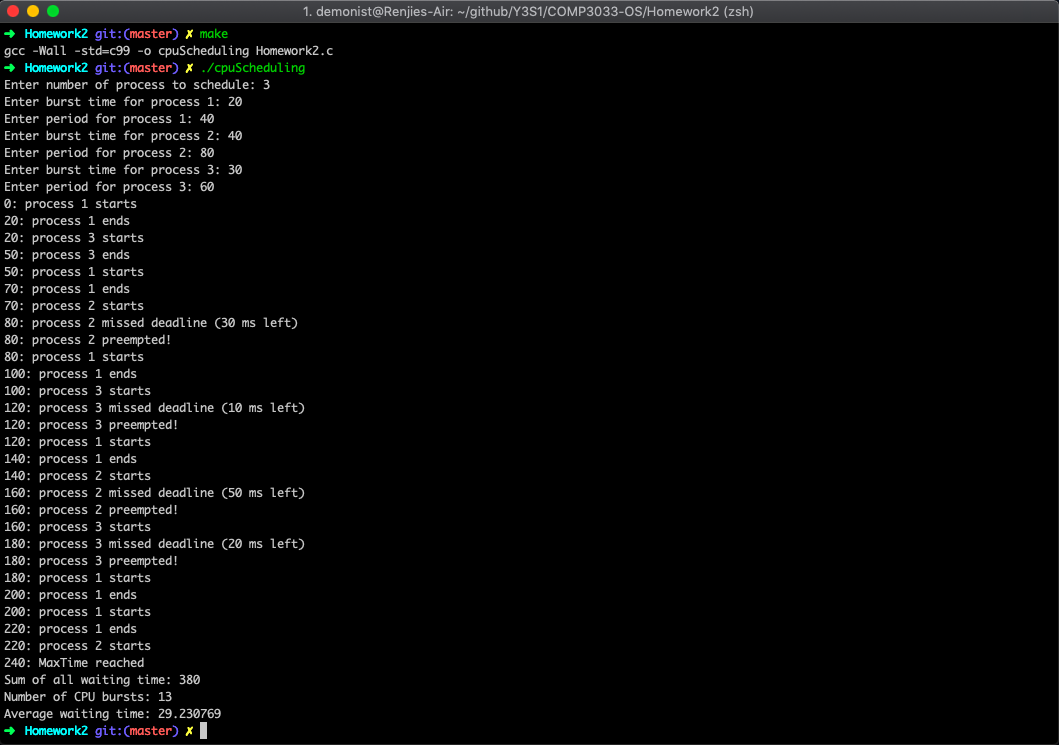 1. demonist@Renjies-Air: ~/github/Y3S1/COMP3033-OS/Homework2 (zsh)
➜ Homework2 git:(master) ✗ make
gcc -Wall -std=c99 -o cpuScheduling Homework2.c
➜ Homework2 git:(master) ✗ ./cpuScheduling
Enter number of process to schedule: 3
Enter burst time for process 1: 20
Enter period for process 1: 40
Enter burst time for process 2: 40
Enter period for process 2: 80
Enter burst time for process 3: 30
Enter period for process 3: 60
0: process 1 starts
20: process 1 ends
20: process 3 starts
50: process 3 ends
50: process 1 starts
70: process 1 ends
70: process 2 starts
80: process 2 missed deadline (30 ms left)
80: process 2 preempted!
80: process 1 starts
100: process 1 ends
100: process 3 starts
120: process 3 missed deadline (10 ms left)
120: process 3 preempted!
120: process 1 starts
140: process 1 ends
140: process 2 starts
160: process 2 missed deadline (50 ms left)
160: process 2 preempted!
160: process 3 starts
180: process 3 missed deadline (20 ms left)
180: process 3 preempted!
180: process 1 starts
200: process 1 ends
200: process 1 starts
220: process 1 ends
220: process 2 starts
240: MaxTime reached
Sum of all waiting time: 380
Number of CPU bursts: 13
Average waiting time: 29.230769
➜ Homework2 git:(master) ✗